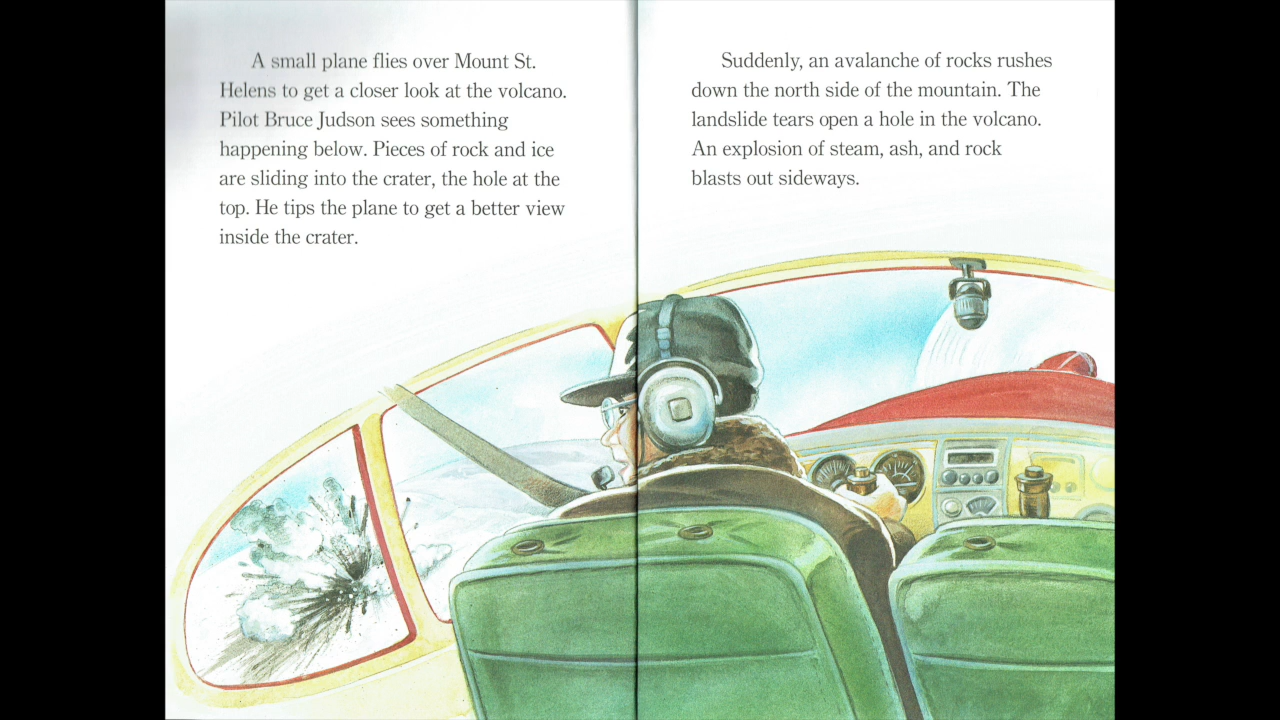 A small plane flies over Mount St.
Helens to get a closer look at the volcano.
Pilot Bruce Judson sees something
happening below. Pieces of rock and ice
are sliding into the crater, the hole at the
top. He tips the plane to get a better view
inside the crater.
Suddenly, an avalanche of rocks rushes
down the north side of the mountain. The
landslide tears open a hole in the volcano.
An explosion of steam, ash, and rock
blasts out sideways.